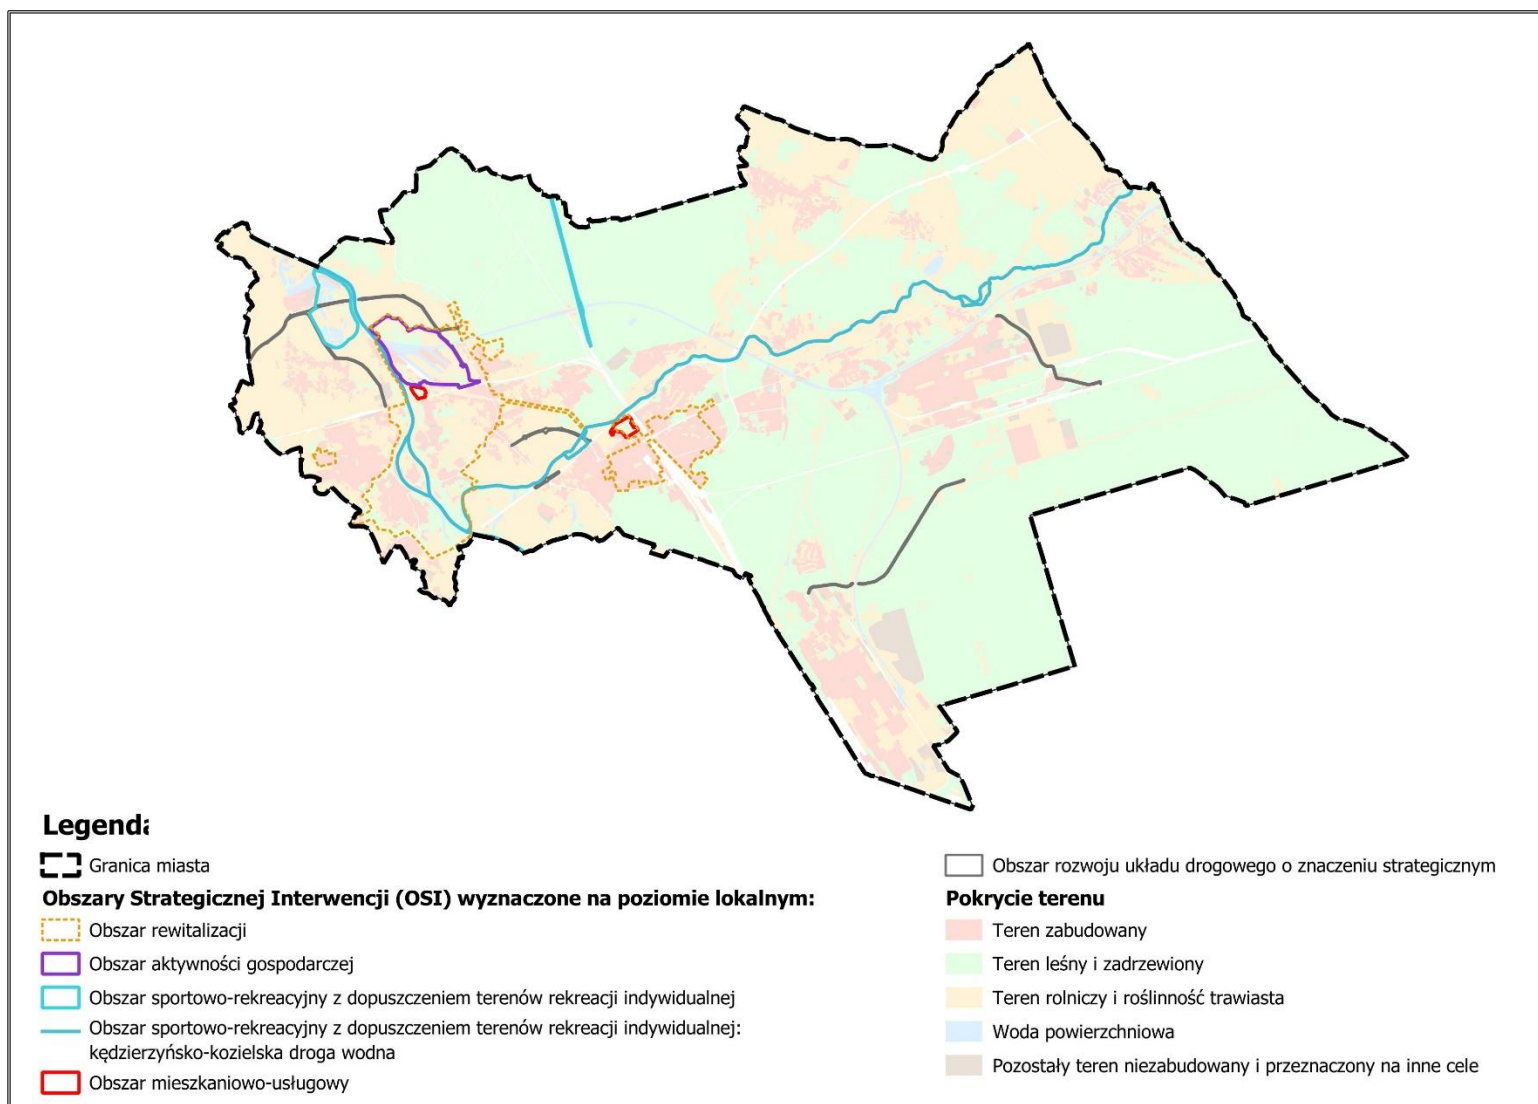 Legenda
Granica miasta
Obszary Strategicznej Interwencji (OSI) wyznaczone na poziomie lokalnym:
Obszar rewitalizacji
Obszar aktywności gospodarczej
Obszar sportowo-rekreacyjny z dopuszczeniem terenów rekreacji indywidualnej
Obszar sportowo-rekreacyjny z dopuszczeniem terenów rekreacji indywidualnej:
kędzierzyńsko-kozielska droga wodna
Obszar mieszkaniowo-usługowy
Obszar rozwoju układu drogowego o znaczeniu strategicznym
Pokrycie terenu
Teren zabudowany
Teren leśny i zadrzewiony
Teren rolniczy i roślinność trawiasta
Woda powierzchniowa
Pozostały teren niezabudowany i przeznaczony na inne cele